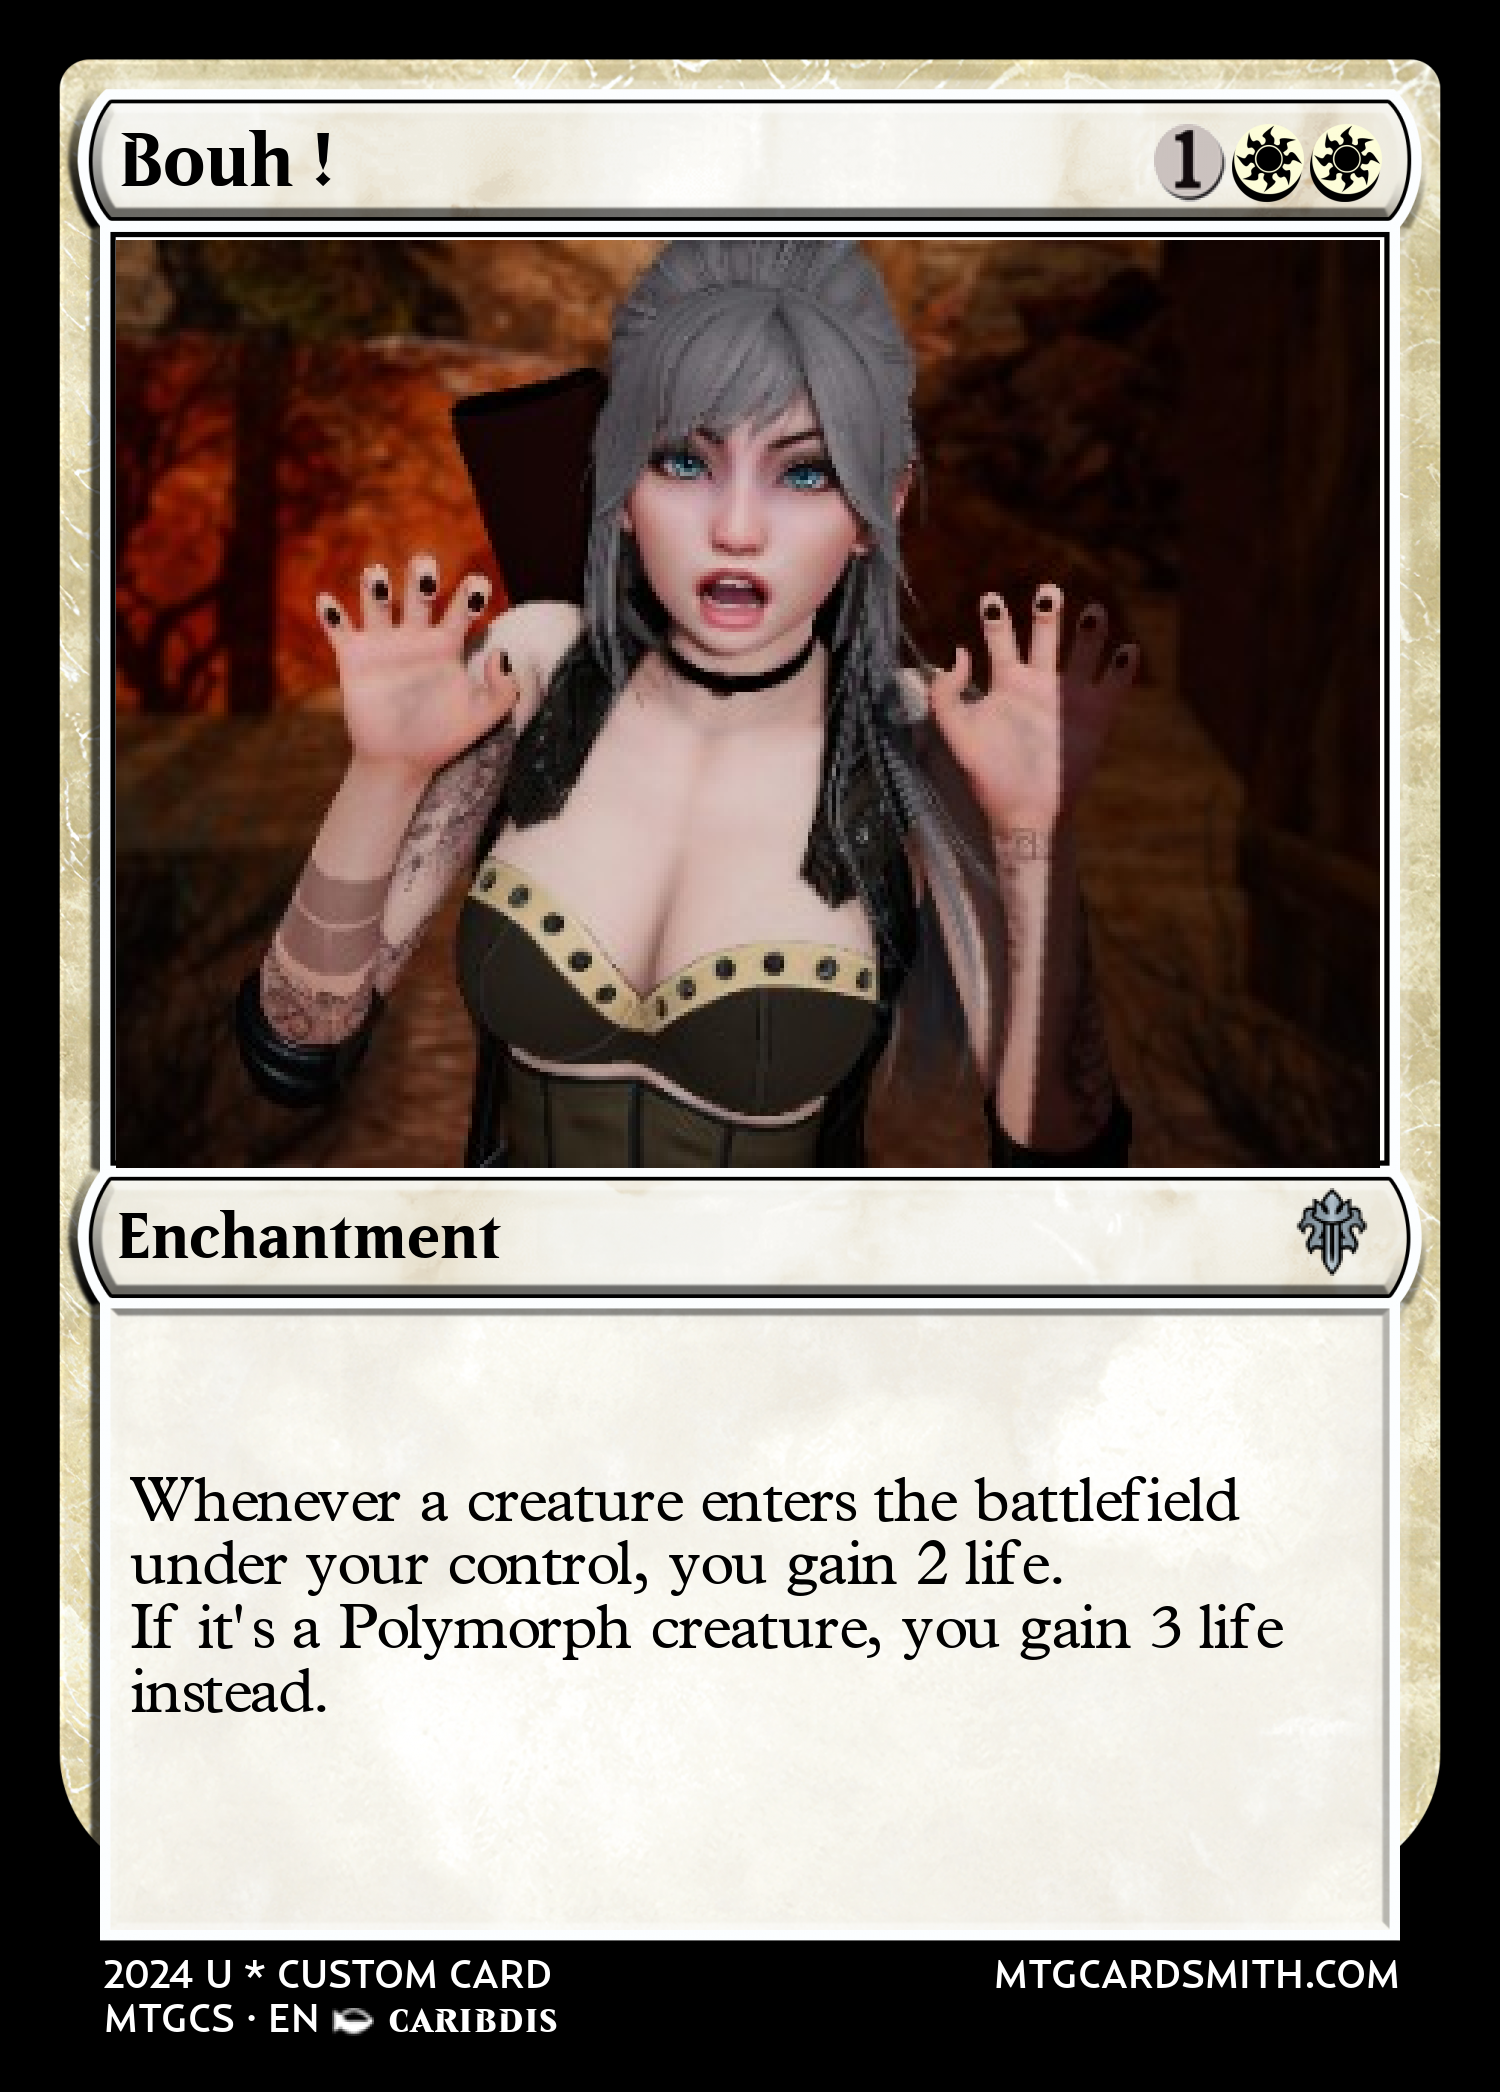 Bouh ! 1
Enchantment
Whenever a creature enters the battlefield
under your control, you gain 2 life.
If it's a Polymorph creature, you gain 3 life
instead.
2024 U * CUSTOM CARD MTGCARDSMITH.COM
MTGCS · EN CARIBDIS